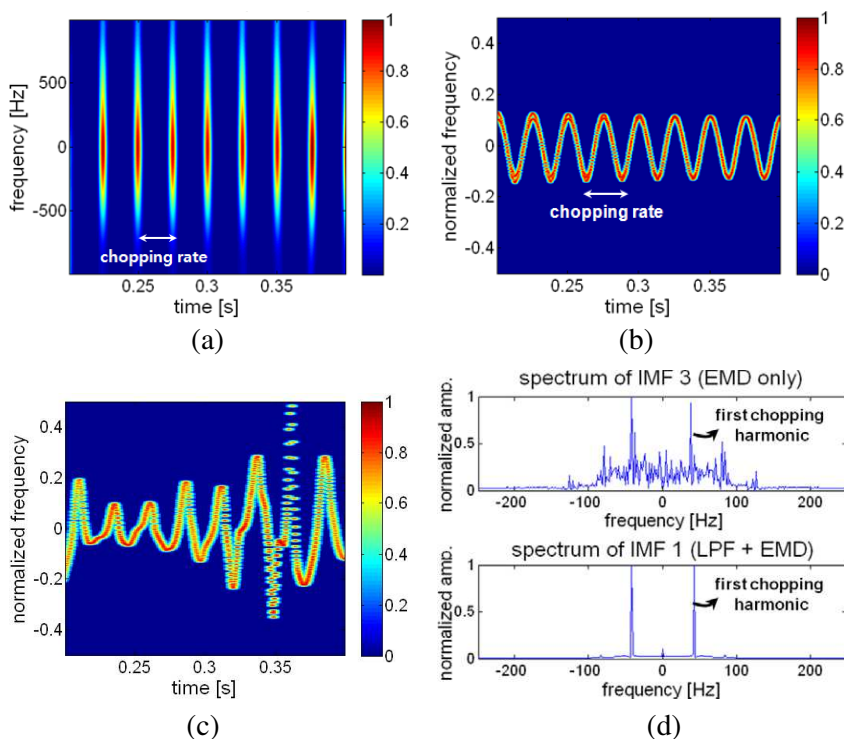 frequency [Hz]
500
0
-500
chopping rate
0.25 0.3 0.35
time [s]
1
0.8
0.6
0.4
0.2
(a)
normalized frequency
0.4
0.2
0
-0.2
-0.4
chopping rate
0.25 0.3 0.35
time [s]
1
0.8
0.6
0.4
0.2
0
(b)
normalized frequency
0.4
0.2
0
-0.2
-0.4
0.25 0.3 0.35
time [s]
1
0.8
0.6
0.4
0.2
0
(c)
spectrum of IMF 3 (EMD only)
normalized amp.
1
0.5
0
first chopping
harmonic
-200 -100 0 100 200
frequency [Hz]
spectrum of IMF 1 (LPF + EMD)
normalized amp.
1
0.5
0
first chopping
harmonic
-200 -100 0 100 200
frequency [Hz]
(d)